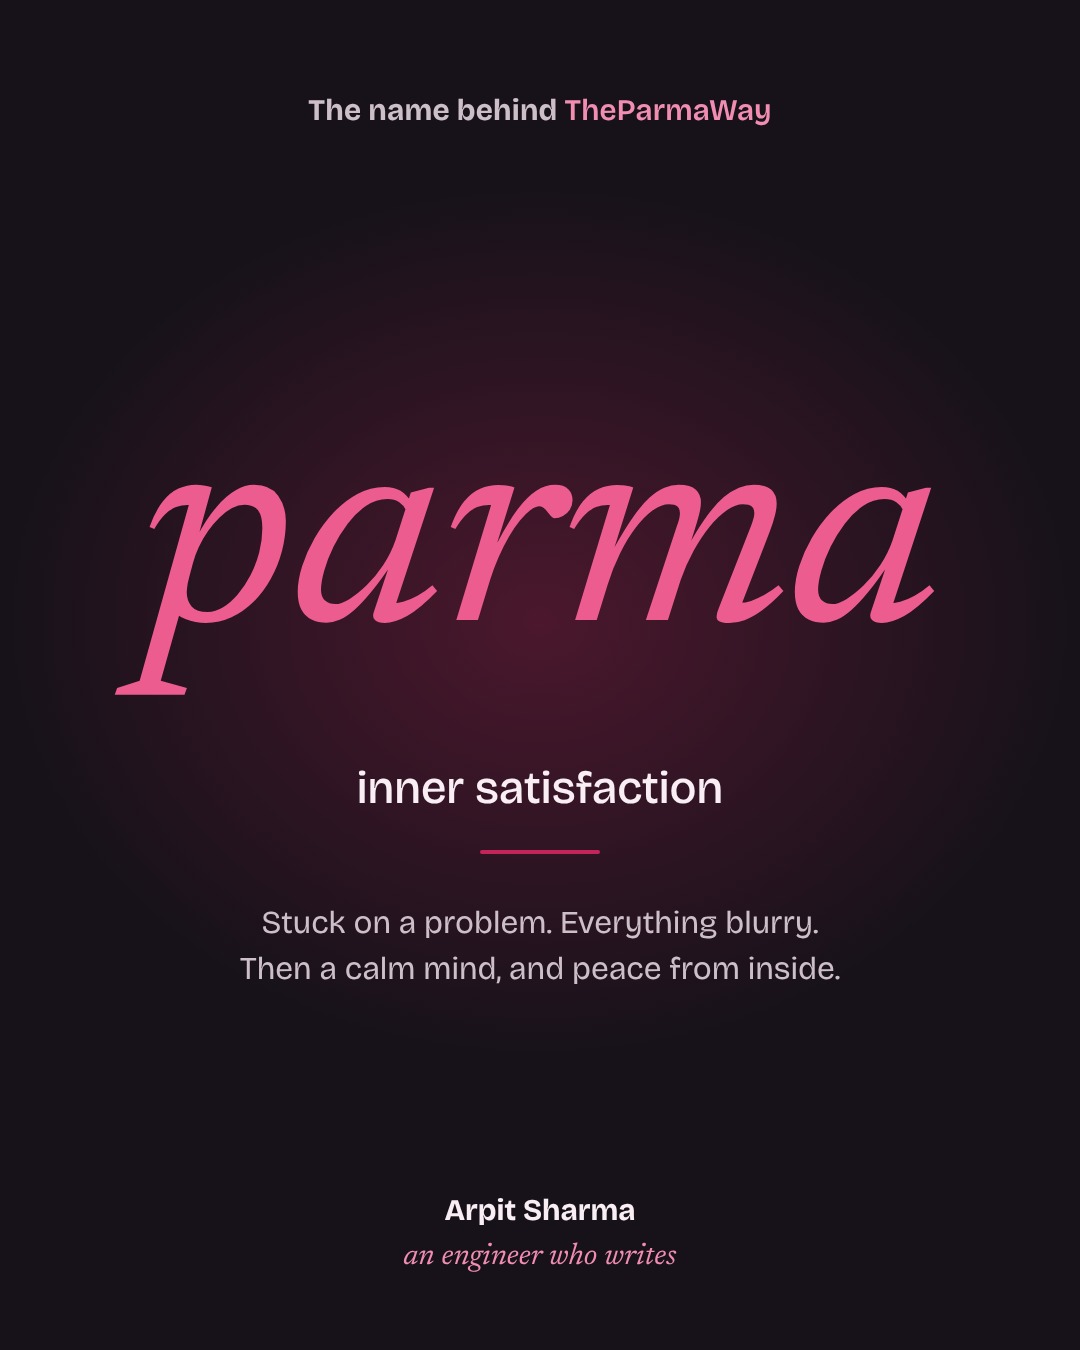 The name behind TheParmaWay
parma
inner satisfaction
Stuck on a problem. Everything blurry.
Then a calm mind, and peace from inside.
Arpit Sharma
an engineer who writes